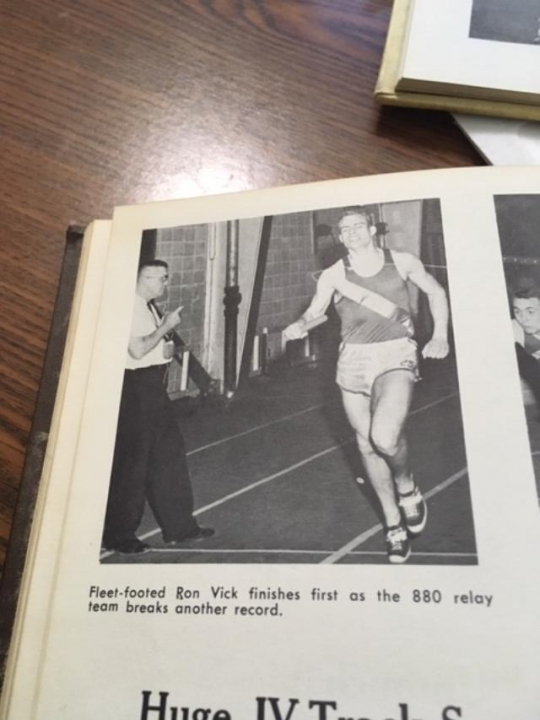 Fleet-footed Ron Vick finishes first as the 880 relay
team breaks another record.
Huge JV Track